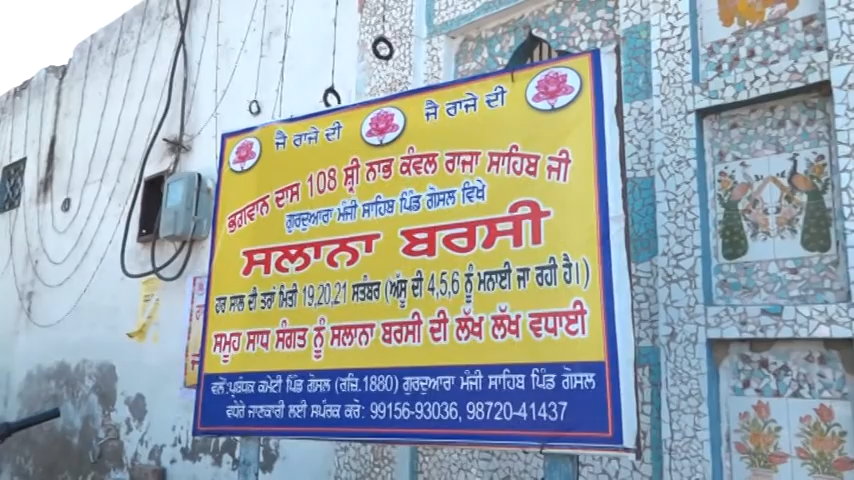 ਜੈ ਰਾਜੇ ਦੀ ਜੈ ਰਾਜੇ ਦੀ
ਭਗਵਾਨ ਦਾਸ 108 ਸ਼੍ਰੀ ਨਾਭ ਕੰਵਲ ਰਾਜਾ ਸਾਹਿਬ ਜੀ
ਗੁਰਦੁਆਰਾ ਮੰਜੀ ਸਾਹਿਬ ਪਿੰਡ ਗੋਸਲ ਵਿਖੇ
ਸਲਾਨਾ ਬਰਸੀ
ਹਰ ਸਾਲ ਦੀ ਤਰਾਂ ਮਿਤੀ 19,20,21 ਸਤੰਬਰ (ਅੱਸੂ ਦੀ 4,5,6 ਨੂੰ ਮਨਾਈ ਜਾ ਰਹੀ ਹੈ।)
ਸਮੂਹ ਸਾਧ ਸੰਗਤ ਨੂੰ ਸਲਾਨਾ ਬਰਸੀ ਦੀ ਲੱਖ ਲੱਖ ਵਧਾਈ
ਵਲੋਂ:ਪ੍ਰਬੰਧਕ ਕਮੇਟੀ ਪਿੰਡ ਗੋਸਲ (ਰਜਿ.1880) ਗੁਰਦੁਆਰਾ ਮੰਜੀ ਸਾਹਿਬ ਪਿੰਡ ਗੋਸਲ
ਵਧੇਰੇ ਜਾਣਕਾਰੀ ਲਈ ਸੰਪਰਕ ਕਰੋ: 99156-93036, 98720-41437